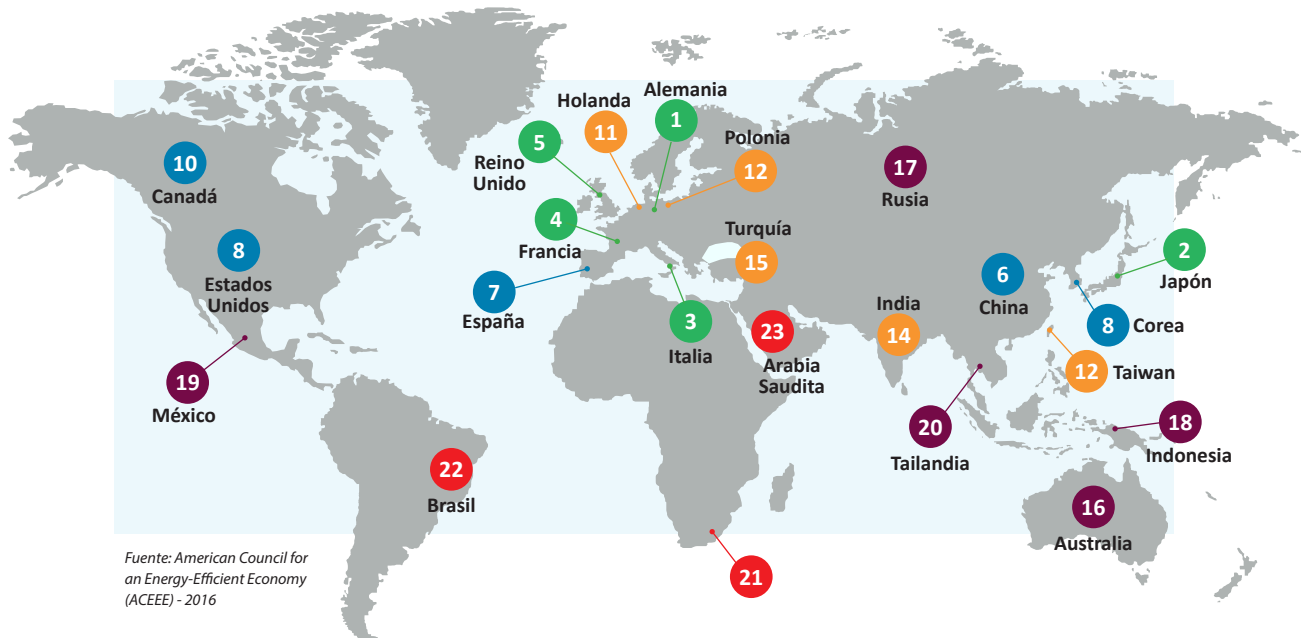 Alemania
1
Holanda
11
Polonia
12
5
Reino
Unido
10
Canadá
17
Rusia
4
Francia
Turquía
15
8
Estados
Unidos
2
Japón
6
China
7
España
3
Italia
23
Arabia
Saudita
India
14
8
Corea
12
Taiwan
19
México
20
Tailandia
18
Indonesia
22
Brasil
16
Australia
21
Fuente: American Council for
an Energy-Efficient Economy
(ACEEE) - 2016